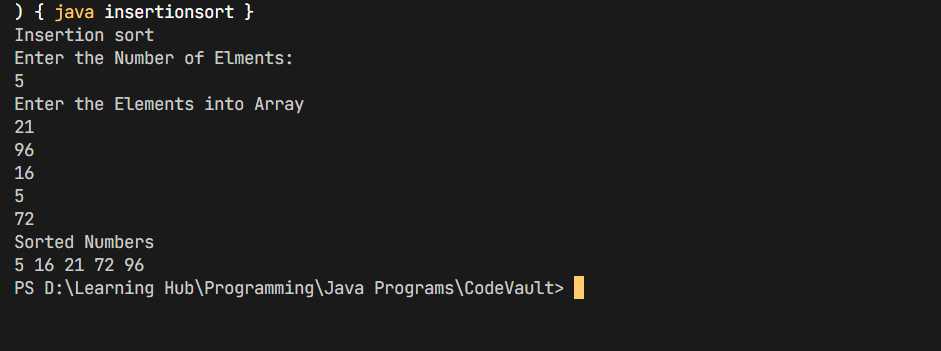 ) { java insertionsort }
Insertion sort
Enter the Number of Elments:
5
Enter the Elements into Array
21
96
16
5
72
Sorted Numbers
5 16 21 72 96
PS D:\Learning Hub\Programming\Java Programs\CodeVault>